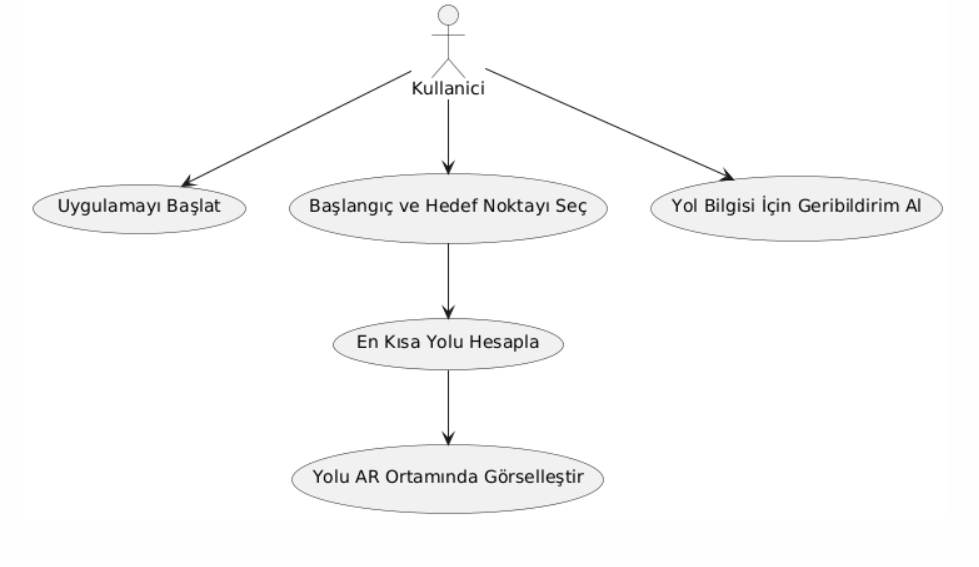 Kullanici
Uygulamayı Başlat
Başlangıç ve Hedef Noktayı Seç
Yol Bilgisi İçin Geribildirim Al
En Kısa Yolu Hesapla
Yolu AR Ortamında Görselleştir